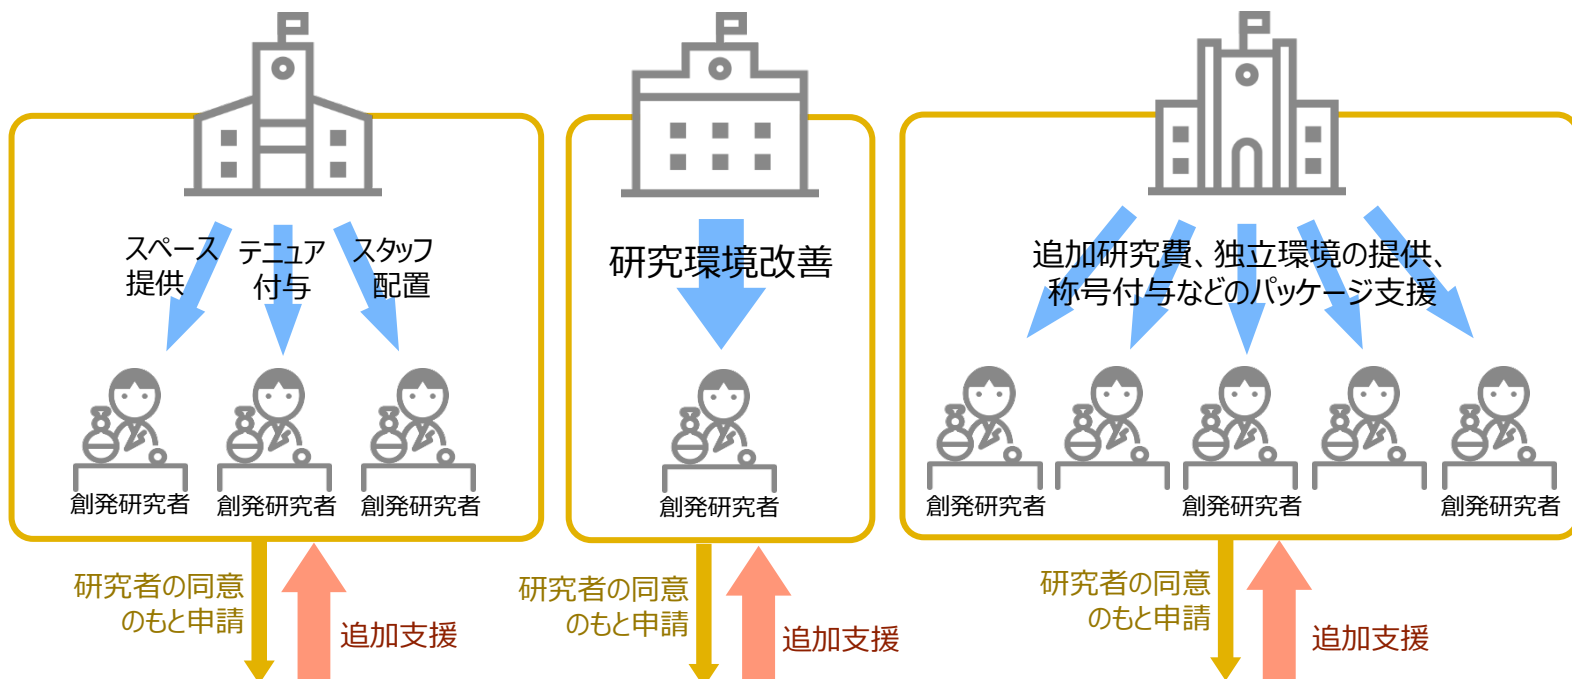 スペース
提供
テニュア
付与
スタッフ
配置
創発研究者
創発研究者
創発研究者
研究者の同意
のもと申請
追加支援
研究環境改善
創発研究者
研究者の同意
のもと申請
追加支援
追加研究費、独立環境の提供、
称号付与などのパッケージ支援
創発研究者
創発研究者
創発研究者
研究者の同意
のもと申請
追加支援